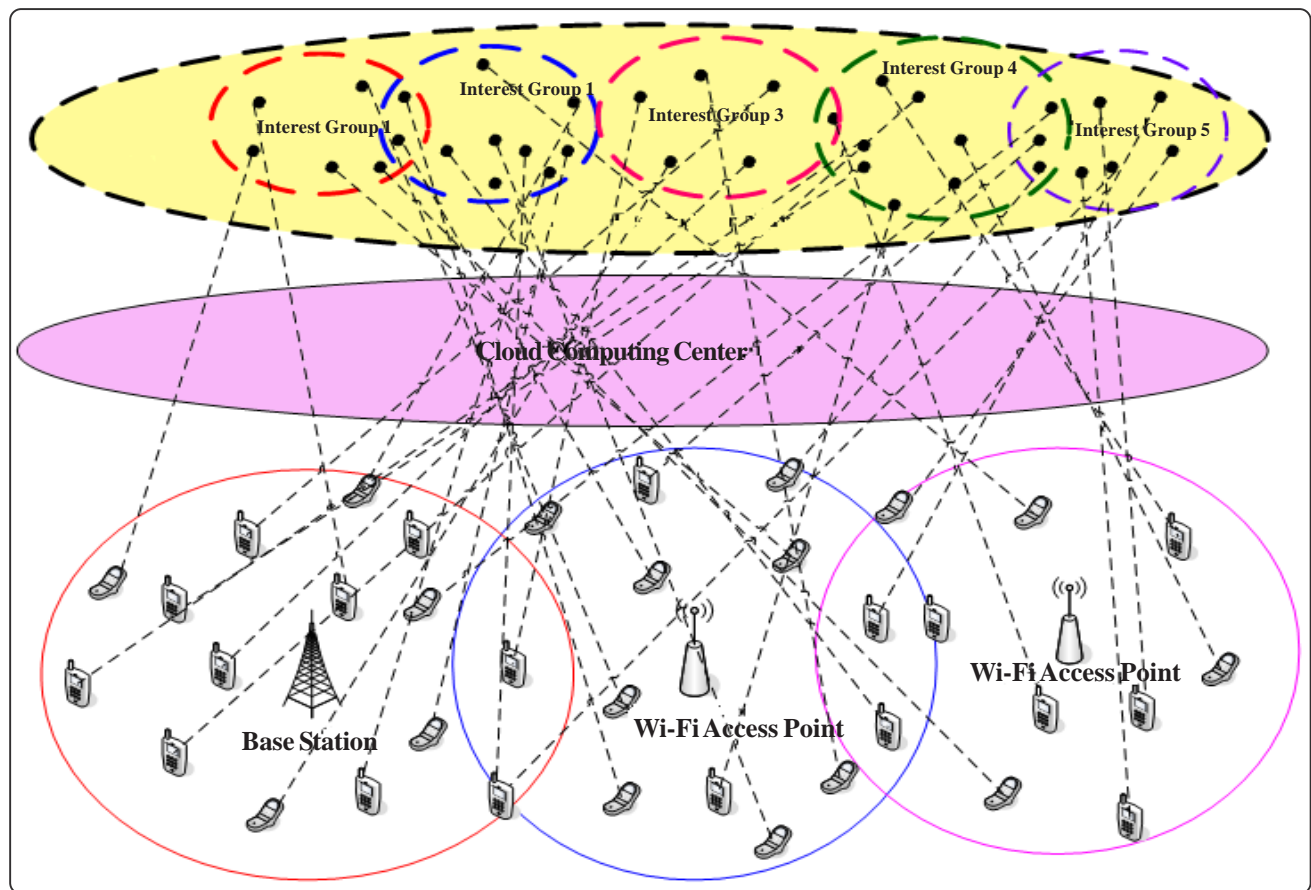 Interest Group 4
Interest Group 1
Interest Group 3
Interest Group 1
Interest Group 5
Cloud Computing Center
Wi-Fi Access Point
Wi-Fi Access Point
Base Station